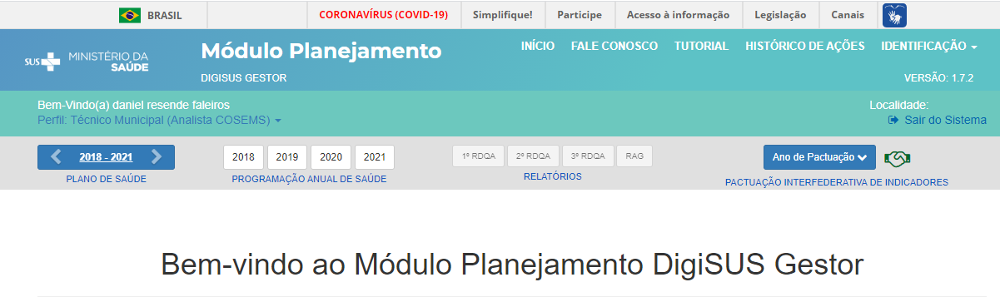 BRASIL CORONAVÍRUS (COVID-19) Simplifique! Participe Acesso à informação Legislação Canais
SUS MINISTÉRIO DA SAÚDE
Módulo Planejamento
DIGISUS GESTOR
INÍCIO FALE CONOSCO TUTORIAL HISTÓRICO DE AÇÕES IDENTIFICAÇÃO
VERSÃO: 1.7.2
Bem-Vindo(a) daniel resende faleiros
Perfil: Técnico Municipal (Analista COSEMS)
Localidade:
Sair do Sistema
2018 - 2021
PLANO DE SAÚDE
2018 2019 2020 2021
PROGRAMAÇÃO ANUAL DE SAÚDE
1º RDQA 2º RDQA 3º RDQA RAG
RELATÓRIOS
Ano de Pactuação
PACTUAÇÃO INTERFEDERATIVA DE INDICADORES
Bem-vindo ao Módulo Planejamento DigiSUS Gestor